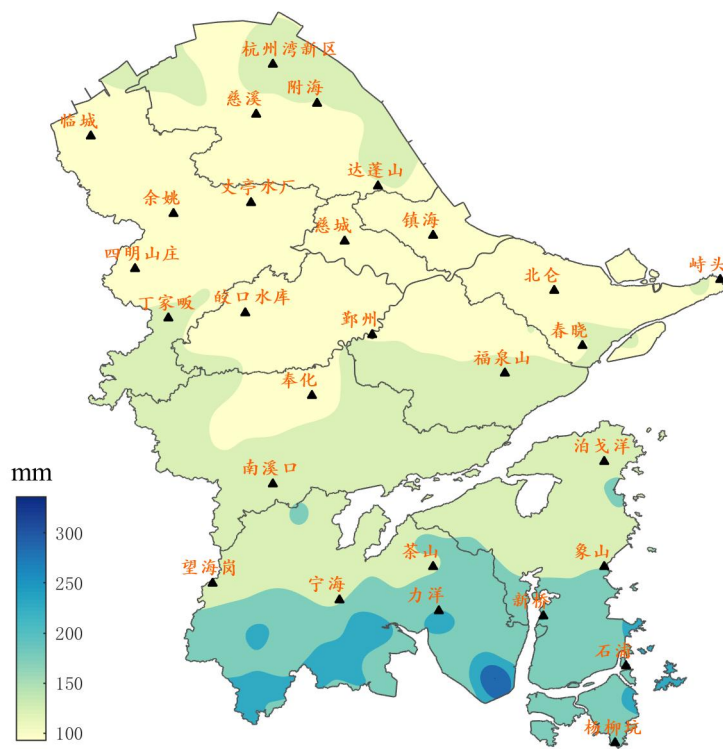 杭州湾新区
附海
慈溪
临城
达蓬山
丈亭水厂
余姚
镇海
慈城
四明山庄
峙头
北仑
丁家畈
皎口水库
鄞州
春晓
福泉山
奉化
泊戈洋
mm
南溪口
300
茶山
象山
望海岗
250
宁海
力洋
新桥
200
石浦
150
100
杨柳坑